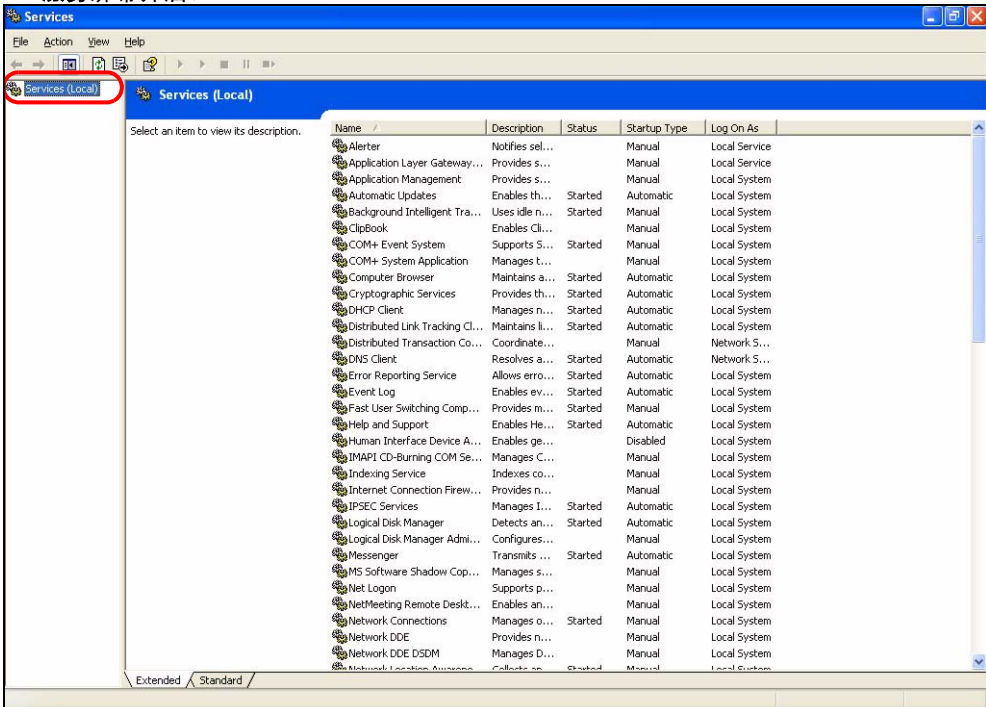 Services
File Action View Help
Services (Local)
Services (Local)
Select an item to view its description.
Name Description Status Startup Type Log On As
Alerter Notifies sel... Manual Local Service
Application Layer Gateway... Provides s... Manual Local Service
Application Management Provides s... Manual Local System
Automatic Updates Enables th... Started Automatic Local System
Background Intelligent Tra... Uses idle n... Started Manual Local System
ClipBook Enables Cli... Manual Local System
COM+ Event System Supports S... Started Manual Local System
COM+ System Application Manages t... Manual Local System
Computer Browser Maintains a... Started Automatic Local System
Cryptographic Services Provides th... Started Automatic Local System
DHCP Client Manages n... Started Automatic Local System
Distributed Link Tracking Cl... Maintains li... Started Automatic Local System
Distributed Transaction Co... Coordinate... Manual Network S...
DNS Client Resolves a... Started Automatic Network S...
Error Reporting Service Allows erro... Started Automatic Local System
Event Log Enables ev... Started Automatic Local System
Fast User Switching Comp... Provides m... Started Manual Local System
Help and Support Enables He... Started Automatic Local System
Human Interface Device A... Enables ge... Disabled Local System
IMAPI CD-Burning COM Se... Manages C... Manual Local System
Indexing Service Indexes co... Manual Local System
Internet Connection Firew... Provides n... Manual Local System
IPSEC Services Manages I... Started Automatic Local System
Logical Disk Manager Detects an... Started Automatic Local System
Logical Disk Manager Admi... Configures... Manual Local System
Messenger Transmits ... Started Automatic Local System
MS Software Shadow Cop... Manages s... Manual Local System
Net Logon Supports p... Manual Local System
NetMeeting Remote Deskt... Enables an... Manual Local System
Network Connections Manages o... Started Manual Local System
Network DDE Provides n... Manual Local System
Network DDE DSDM Manages D... Manual Local System
Network Location Awarene... Collects an... Started Manual Local System
Extended Standard